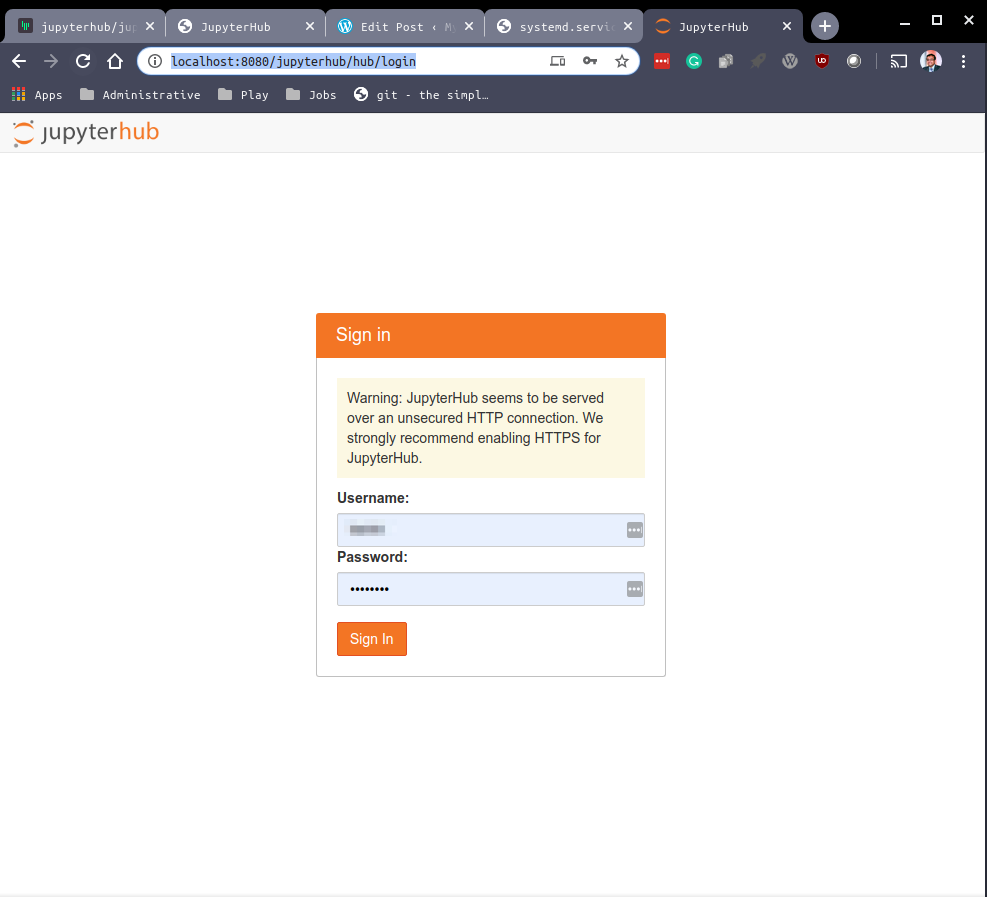 jupyterhub/jup
JupyterHub
Edit Post ‹ My
systemd.servic
JupyterHub
localhost:8080/jupyterhub/hub/login
Apps
Administrative
Play
Jobs
git - the simpl…
jupyterhub
Sign in
Warning: JupyterHub seems to be served
over an unsecured HTTP connection. We
strongly recommend enabling HTTPS for
JupyterHub.
Username:
Password:
••••••••
Sign In